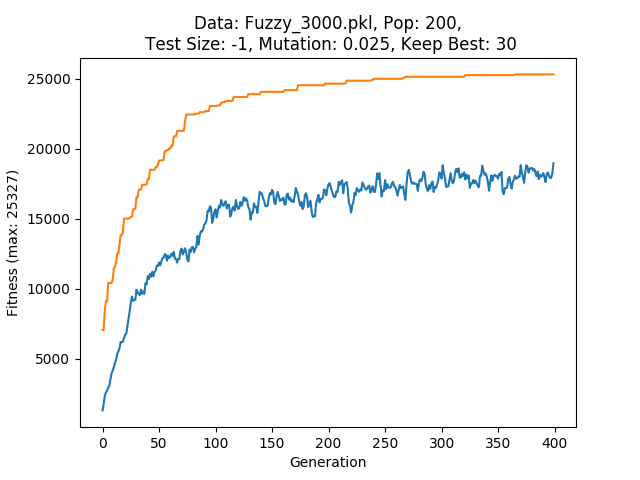 Data: Fuzzy_3000.pkl, Pop: 200,
Test Size: -1, Mutation: 0.025, Keep Best: 30
25000
20000
15000
10000
5000
Fitness (max: 25327)
0 50 100 150 200 250 300 350 400
Generation